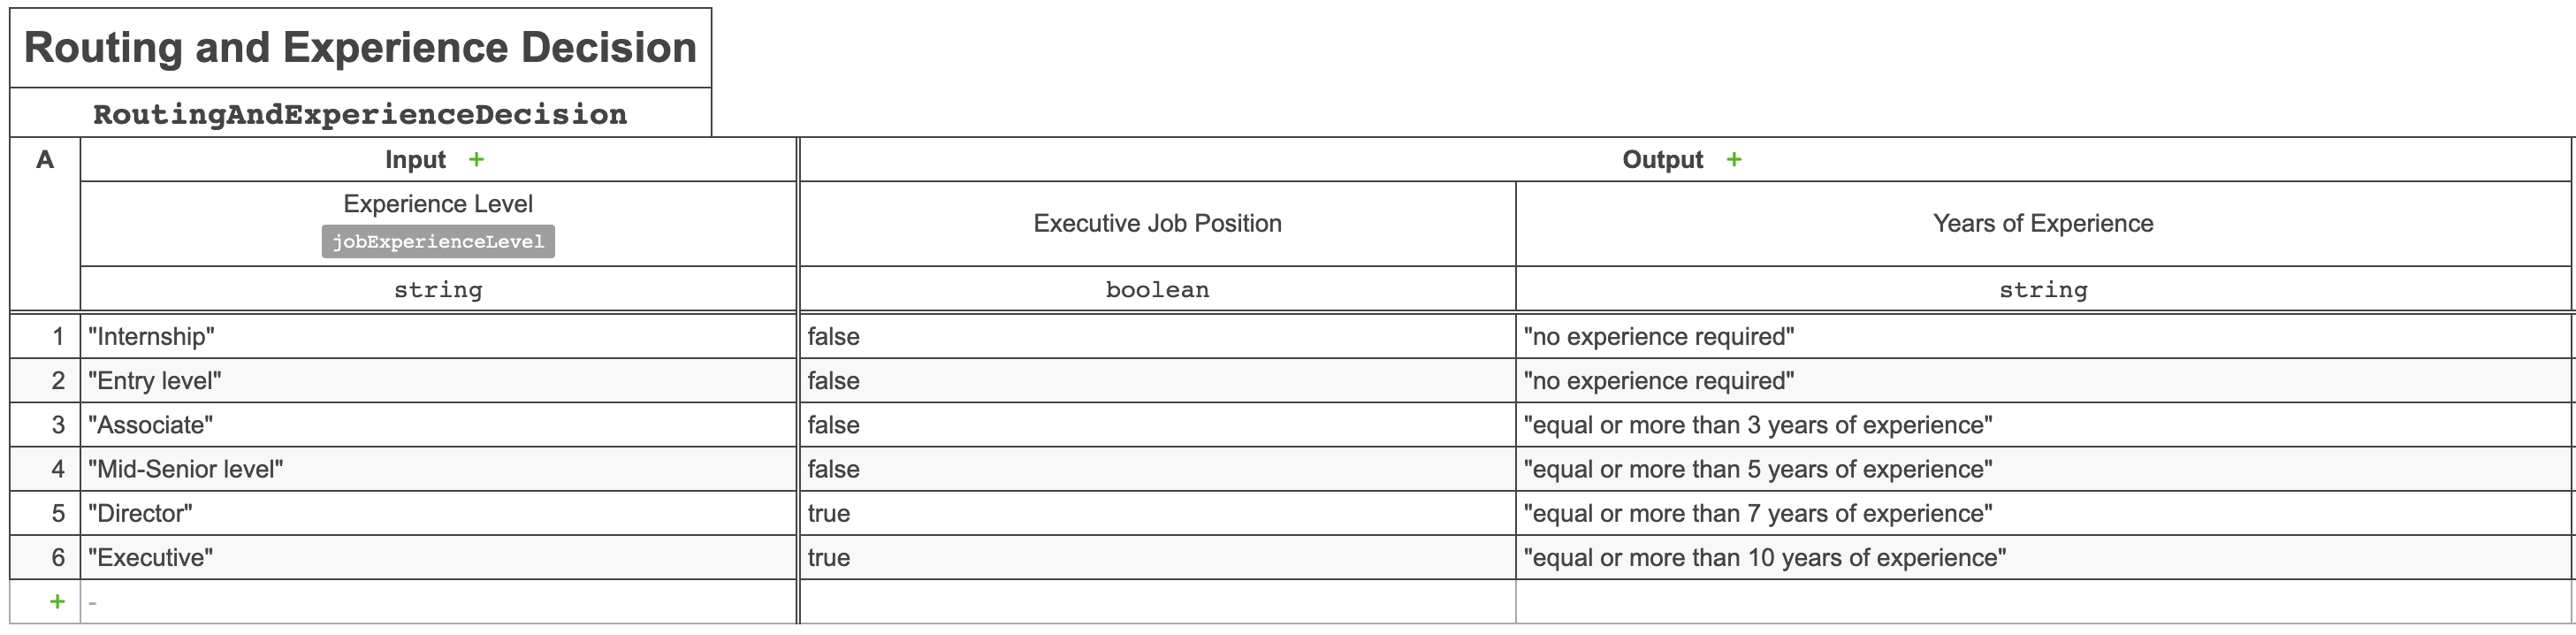 Routing and Experience Decision
RoutingAndExperienceDecision
A Input + Output +
Experience Level
jobExperienceLevel
Executive Job Position Years of Experience
string boolean string
1 "Internship" false "no experience required"
2 "Entry level" false "no experience required"
3 "Associate" false "equal or more than 3 years of experience"
4 "Mid-Senior level" false "equal or more than 5 years of experience"
5 "Director" true "equal or more than 7 years of experience"
6 "Executive" true "equal or more than 10 years of experience"
+ -